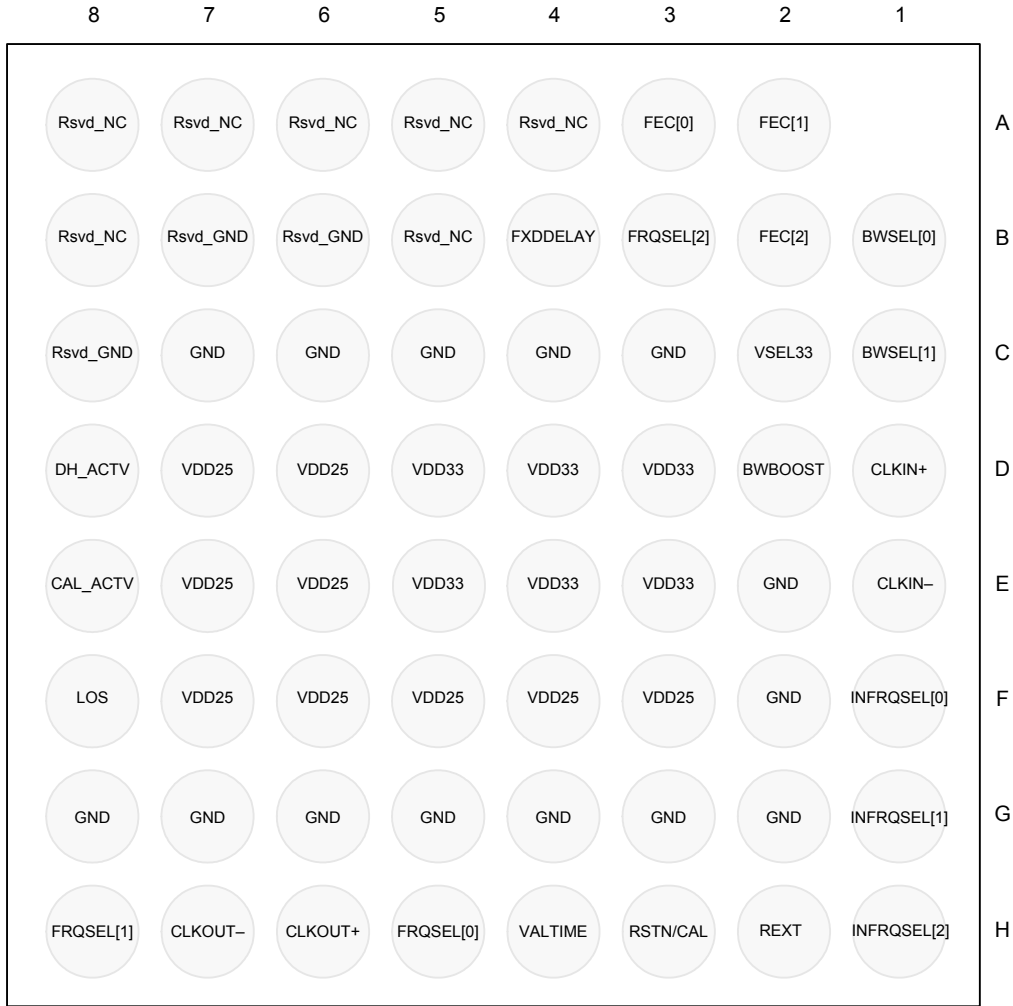 8 7 6 5 4 3 2 1
Rsvd_NC Rsvd_NC Rsvd_NC Rsvd_NC Rsvd_NC FEC[0] FEC[1] A
Rsvd_NC Rsvd_GND Rsvd_GND Rsvd_NC FXDDELAY FRQSEL[2] FEC[2] BWSEL[0] B
Rsvd_GND GND GND GND GND GND VSEL33 BWSEL[1] C
DH_ACTV VDD25 VDD25 VDD33 VDD33 VDD33 BWBOOST CLKIN+ D
CAL_ACTV VDD25 VDD25 VDD33 VDD33 VDD33 GND CLKIN– E
LOS VDD25 VDD25 VDD25 VDD25 VDD25 GND INFRQSEL[0] F
GND GND GND GND GND GND GND INFRQSEL[1] G
FRQSEL[1] CLKOUT– CLKOUT+ FRQSEL[0] VALTIME RSTN/CAL REXT INFRQSEL[2] H